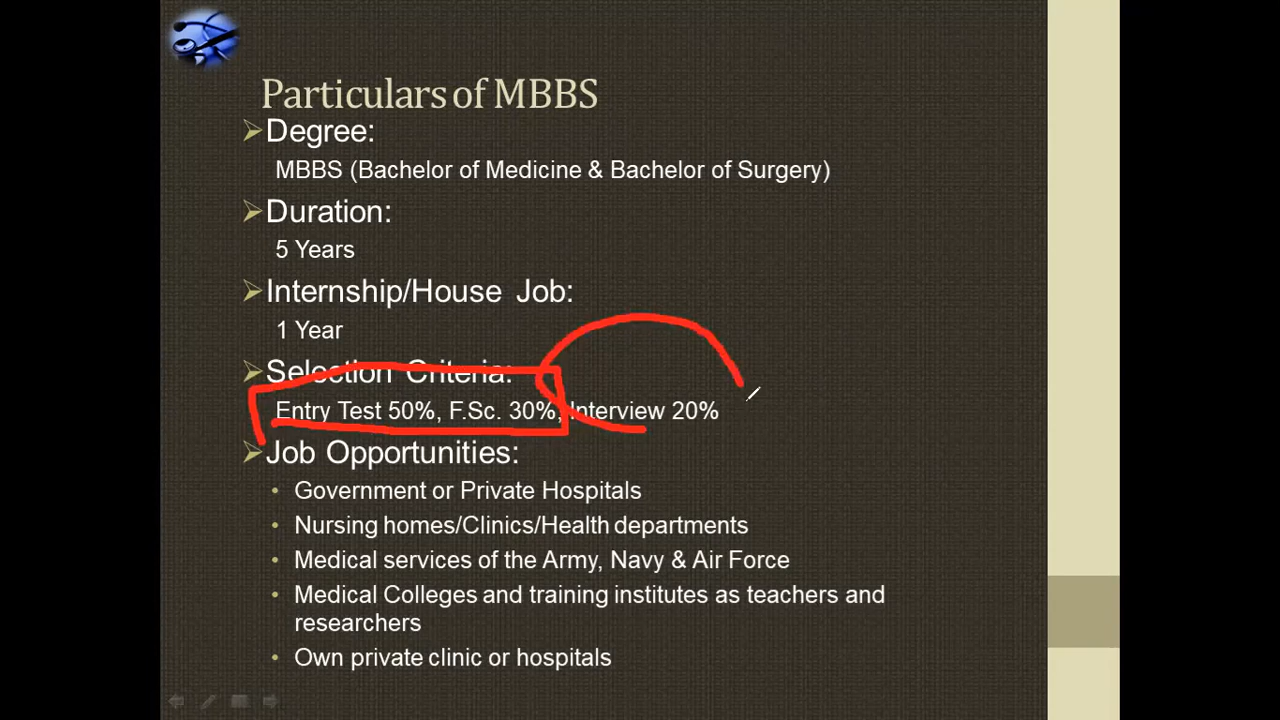 Particulars of MBBS
Degree:
MBBS (Bachelor of Medicine & Bachelor of Surgery)
Duration:
5 Years
Internship/House Job:
1 Year
Selection Criteria:
Entry Test 50%, F.Sc. 30%, Interview 20%
Job Opportunities:
• Government or Private Hospitals
• Nursing homes/Clinics/Health departments
• Medical services of the Army, Navy & Air Force
• Medical Colleges and training institutes as teachers and
researchers
• Own private clinic or hospitals